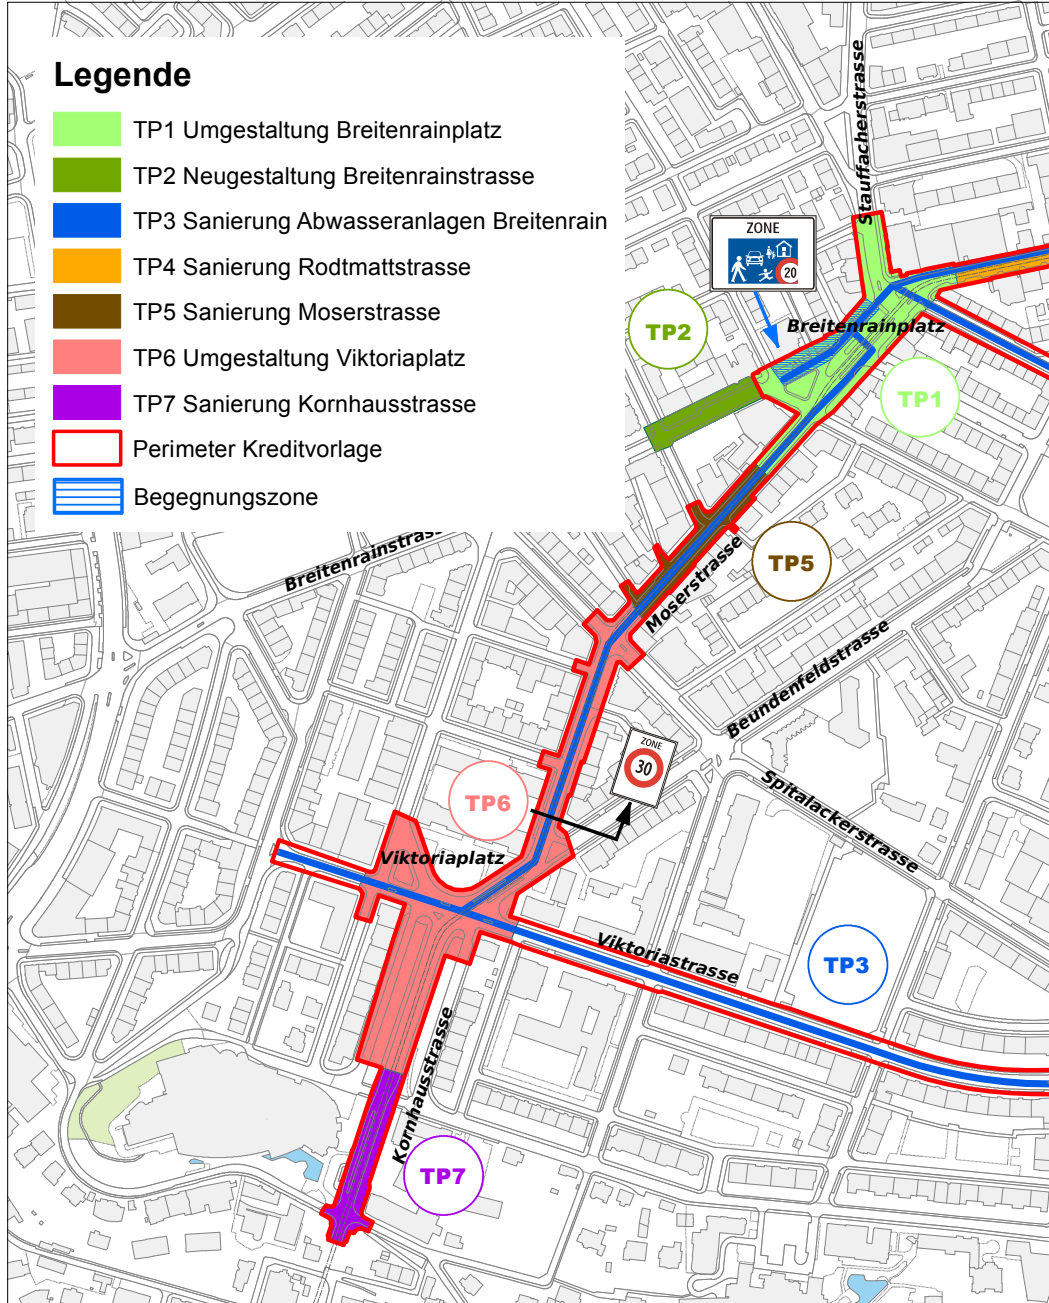 Legende
TP1 Umgestaltung Breitenrainplatz
TP2 Neugestaltung Breitenrainstrasse
TP3 Sanierung Abwasseranlagen Breitenrain
TP4 Sanierung Rodtmattstrasse
TP5 Sanierung Moserstrasse
TP6 Umgestaltung Viktoriaplatz
TP7 Sanierung Kornhausstrasse
Perimeter Kreditvorlage
Begegnungszone
Stauffacherstrasse
ZONE
20
TP2
Breitenrainplatz
TP1
Breitenrainstrasse
TP5
Moserstrasse
Beundenfeldstrasse
ZONE
30
TP6
Spitalackerstrasse
Viktoriaplatz
Viktoriastrasse
TP3
Kornhausstrasse
TP7